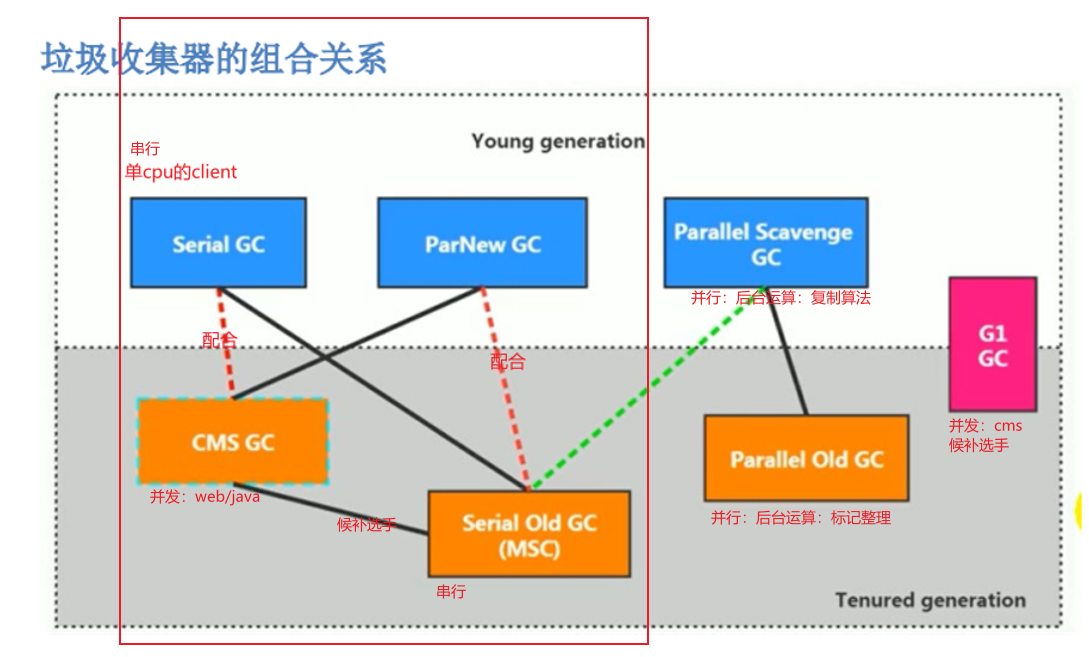 垃圾收集器的组合关系
Young generation
串行
单cpu的client
Serial GC
ParNew GC
Parallel Scavenge
GC
并行：后台运算：复制算法
配合
配合
G1
GC
并发：cms
候补选手
CMS GC
并发：web/java
候补选手
Serial Old GC
(MSC)
串行
Parallel Old GC
并行：后台运算：标记整理
Tenured generation